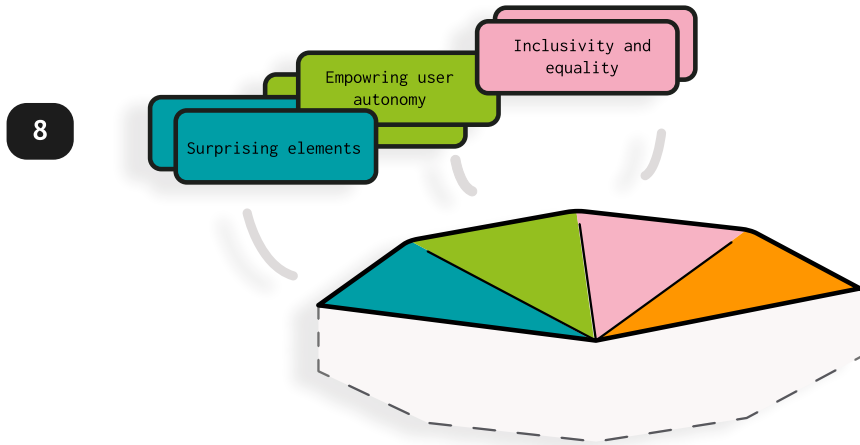 8
Inclusivity and
equality
Empowring user
autonomy
Surprising elements